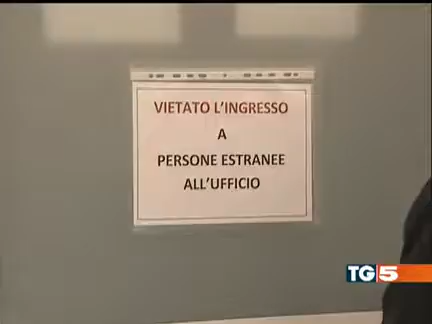 VIETATO L'INGRESSO
A
PERSONE ESTRANEE
ALL'UFFICIO
TG5